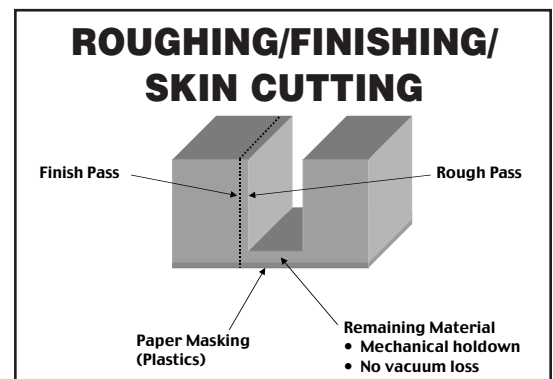 ROUGHING/FINISHING/
SKIN CUTTING
Finish Pass
Rough Pass
Paper Masking
(Plastics)
Remaining Material
• Mechanical holdown
• No vacuum loss